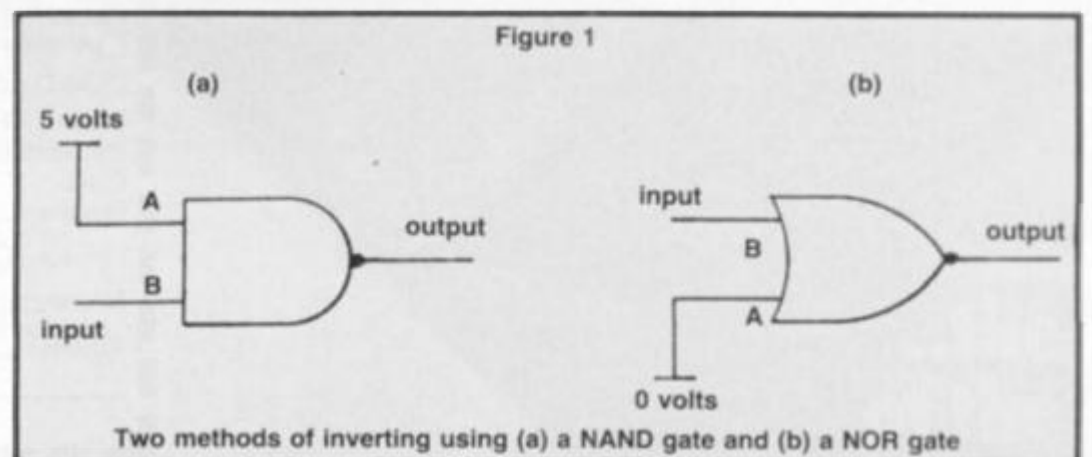 Figure 1
(a)
5 volts
A
B
input
output
(b)
input
B
A
0 volts
output
Two methods of inverting using (a) a NAND gate and (b) a NOR gate